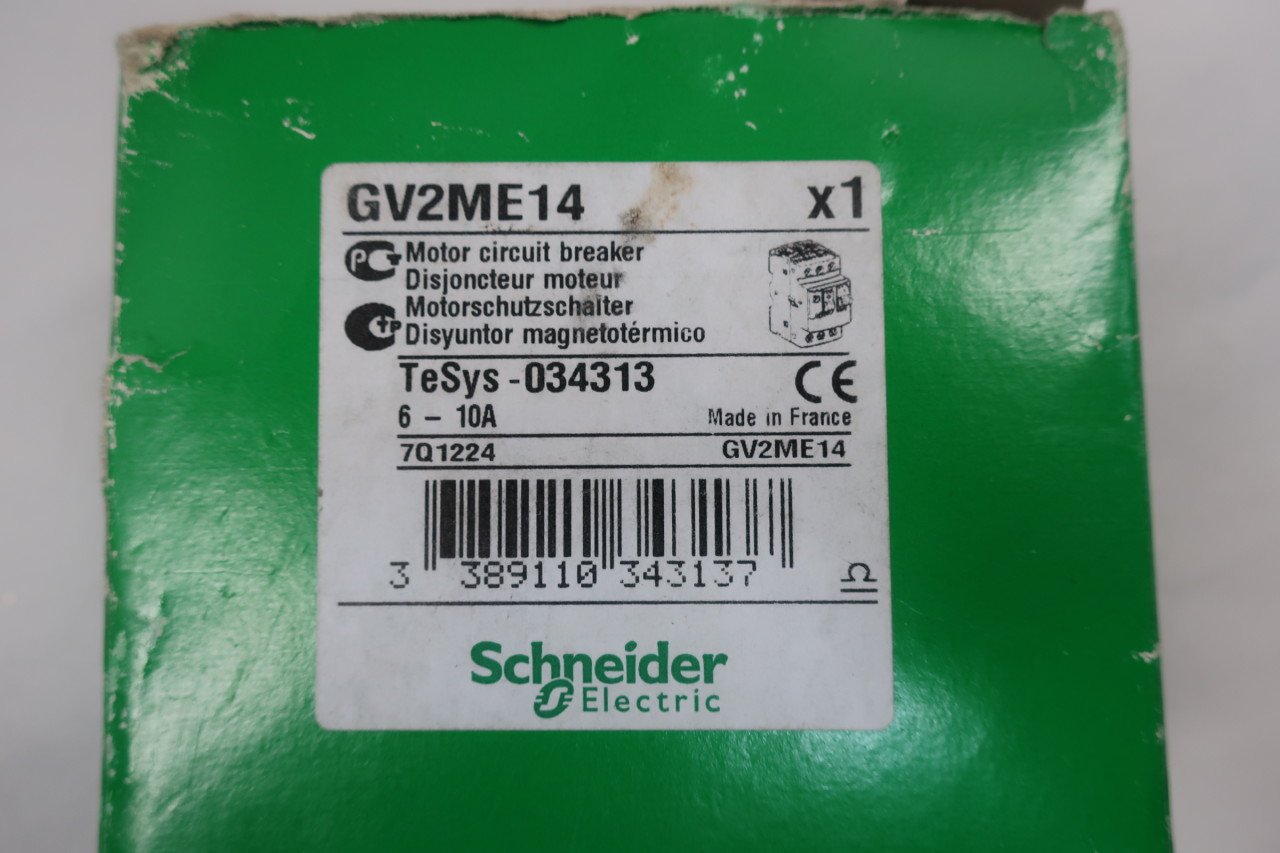 GV2ME14 x1
Motor circuit breaker
Disjoncteur moteur
Motorschutzschalter
Disyuntor magnetotérmico
TeSys - 034313 CE
6 – 10A Made in France
7Q1224 GV2ME14
3 389110 343137
Schneider
Electric